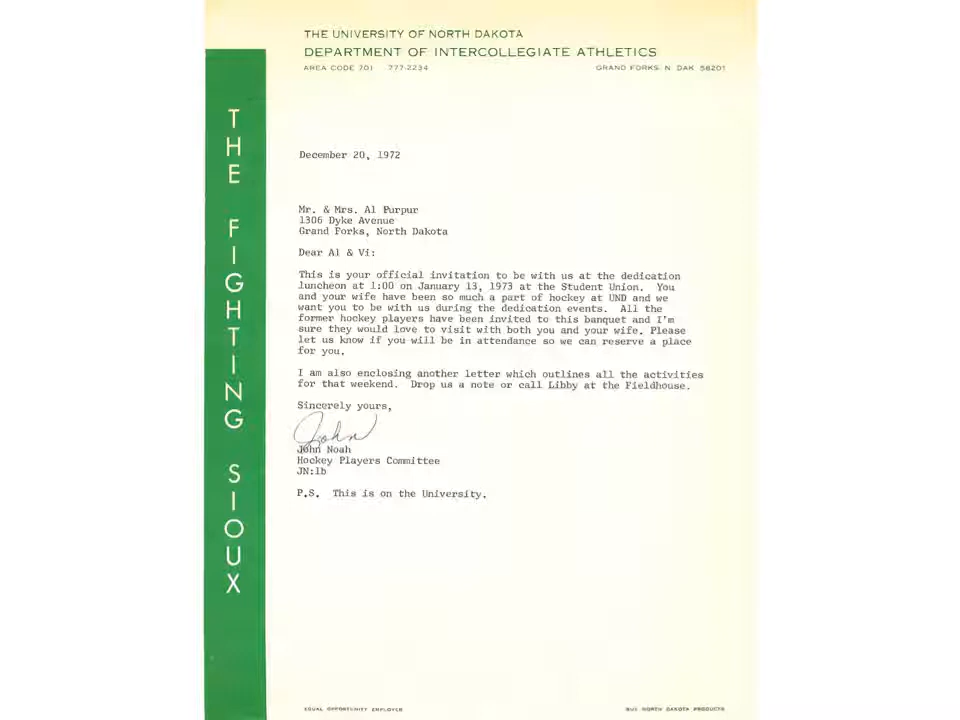 THE UNIVERSITY OF NORTH DAKOTA
DEPARTMENT OF INTERCOLLEGIATE ATHLETICS
AREA CODE 701 777-2234 GRAND FORKS, N. DAK. 58201
THE FIGHTING SIOUX
December 20, 1972
Mr. & Mrs. Al Purpur
1306 Dyke Avenue
Grand Forks, North Dakota
Dear Al & Vi:
This is your official invitation to be with us at the dedication
luncheon at 1:00 on January 13, 1973 at the Student Union. You
and your wife have been so much a part of hockey at UND and we
want you to be with us during the dedication events. All the
former hockey players have been invited to this banquet and I'm
sure they would love to visit with both you and your wife. Please
let us know if you will be in attendance so we can reserve a place
for you.
I am also enclosing another letter which outlines all the activities
for that weekend. Drop us a note or call Libby at the Fieldhouse.
Sincerely yours,
John
John Noah
Hockey Players Committee
JN:lb
P.S. This is on the University.
EQUAL OPPORTUNITY EMPLOYER BUY NORTH DAKOTA PRODUCTS